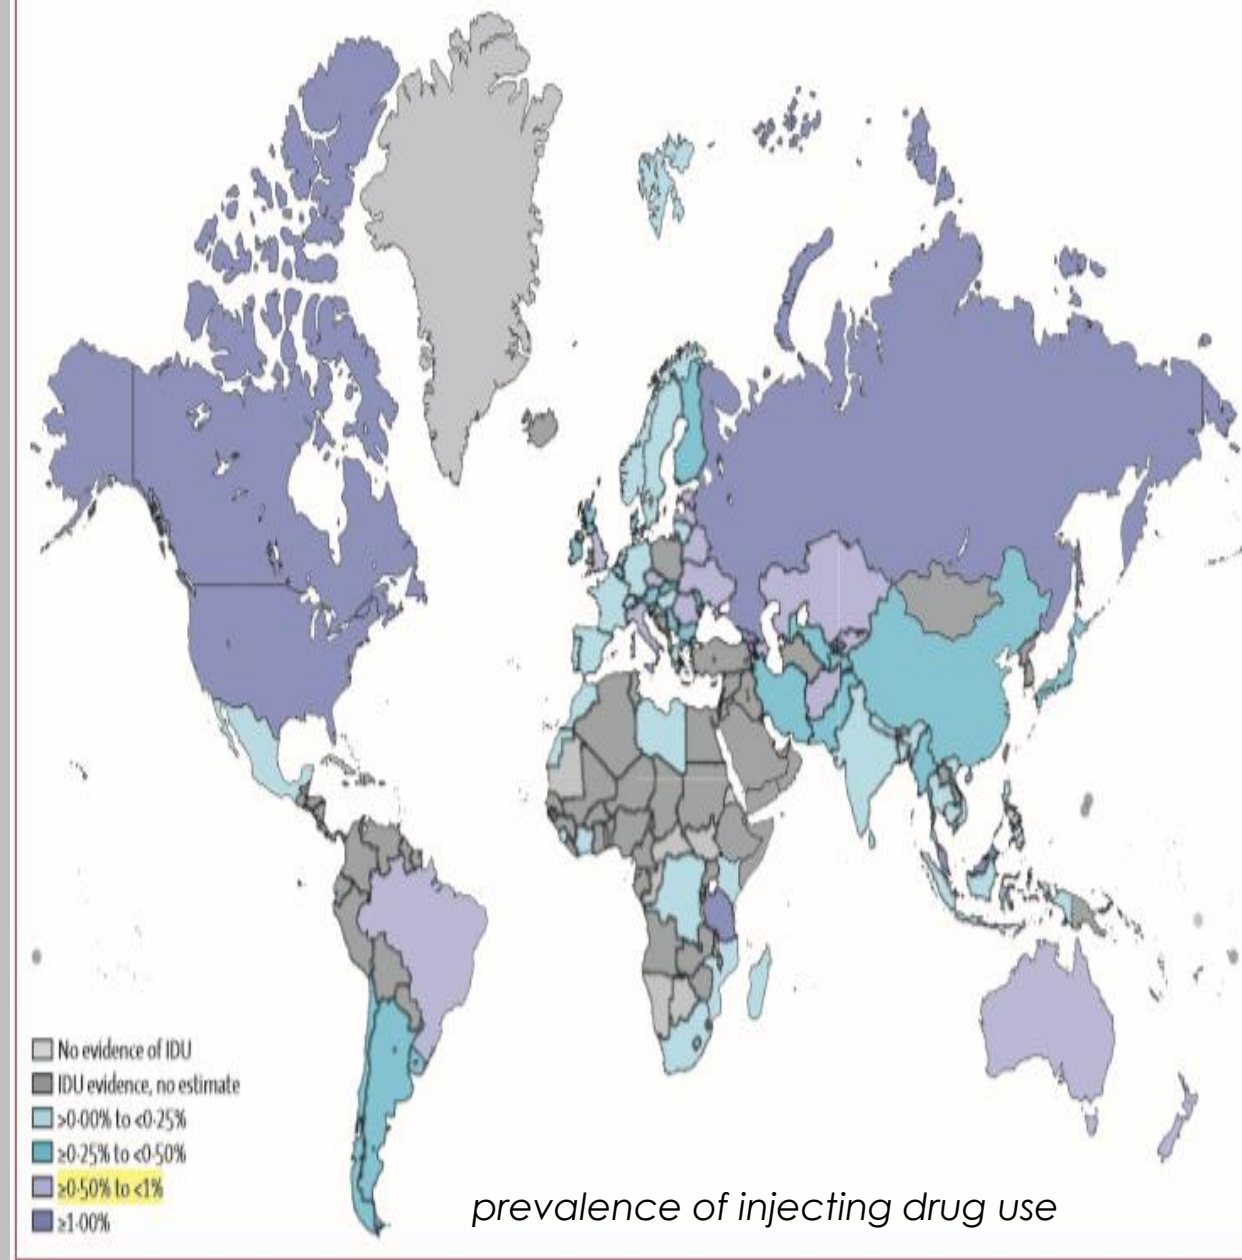 No evidence of IDU
IDU evidence, no estimate
>0·00% to <0·25%
≥0·25% to <0·50%
≥0·50% to <1%
≥1·00%
prevalence of injecting drug use